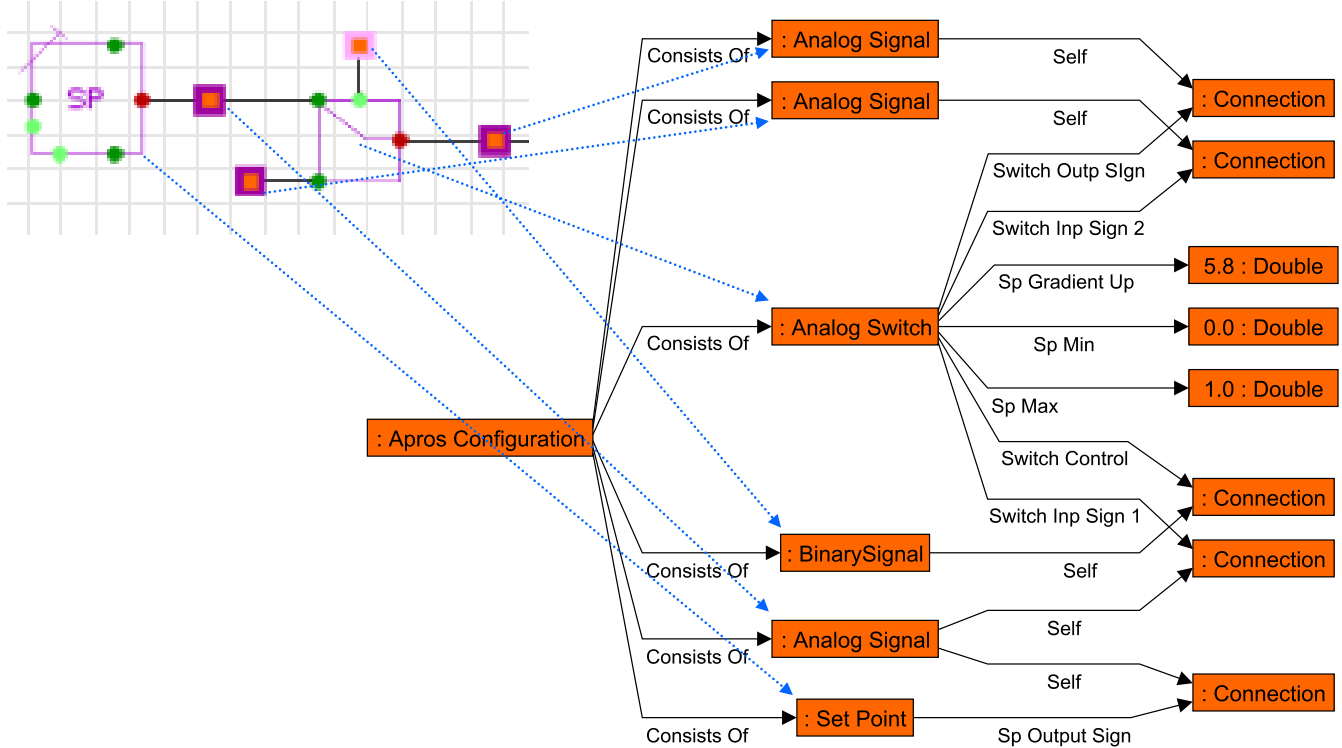 : Analog Signal
Consists Of
Self
SP
: Connection
: Analog Signal
Consists Of
Self
: Connection
Switch Outp SIgn
Switch Inp Sign 2
5.8 : Double
Sp Gradient Up
: Analog Switch
0.0 : Double
Consists Of
Sp Min
1.0 : Double
Sp Max
: Apros Configuration
Switch Control
: Connection
Switch Inp Sign 1
: BinarySignal
: Connection
Consists Of
Self
Self
: Analog Signal
Consists Of
Self
: Connection
: Set Point
Consists Of
Sp Output Sign